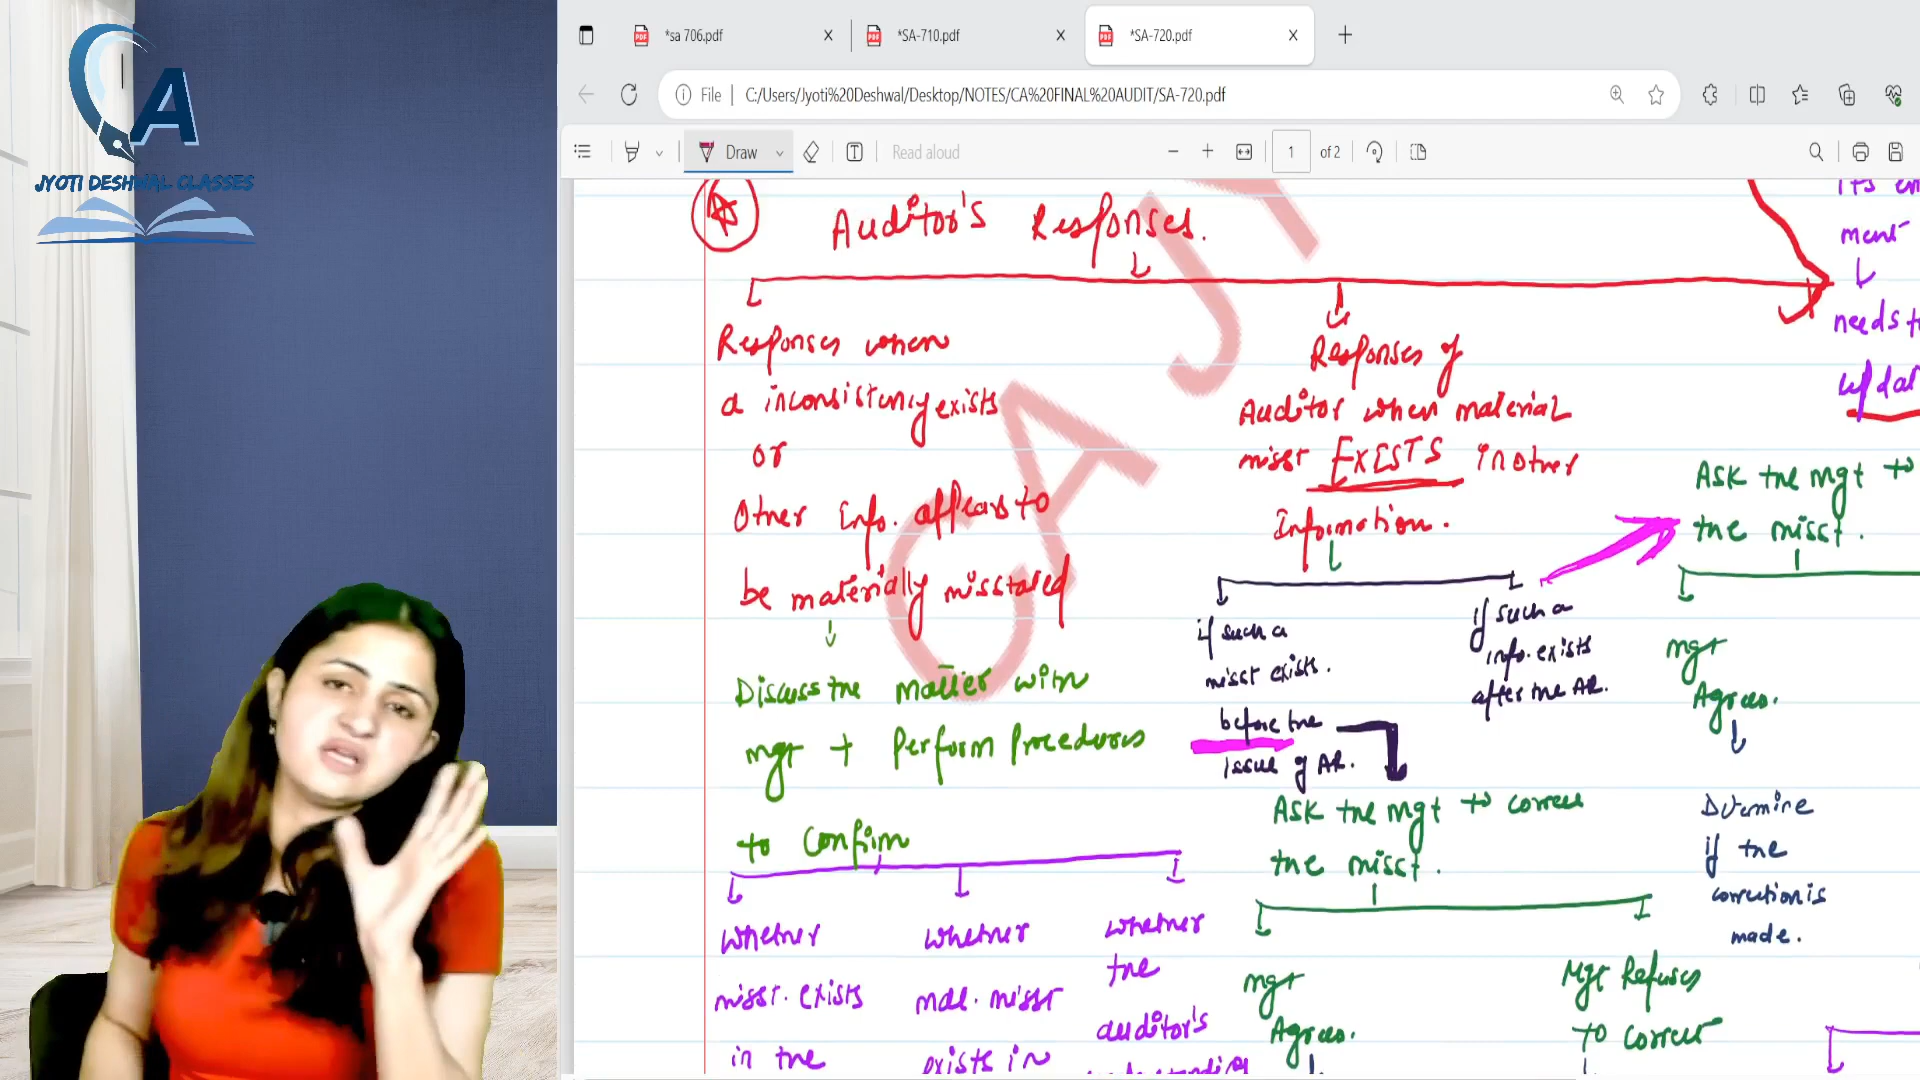 CA
JYOTI DESHWAL CLASSES
*sa 706.pdf
*SA-710.pdf
*SA-720.pdf
File
C:/Users/Jyoti%20Deshwal/Desktop/NOTES/CA%20FINAL%20AUDIT/SA-720.pdf
Draw
Read aloud
1 of 2
CA JY
Auditor's Responses.
Responses when
a inconsistency exists
or
Other Info. appears to
be materially misstated
Discuss the matter with
mgt + Perform Procedures
to Confirm
Whether
misst. exists
in the
Whether
mat. misst
exists in
Whether
the
auditor's
Responses of
Auditor when material
misst EXISTS in other
Information.
if such a
misst exists.
before the
issue of AR.
if such a
info. exists
after the AR.
Ask the mgt to correct
the misst.
mgt
Agrees.
Mgt Refuses
to correct
ment
needs t
updat
Ask the mgt to
the misst.
mgt
Agrees.
Determine
if the
correction is
made.